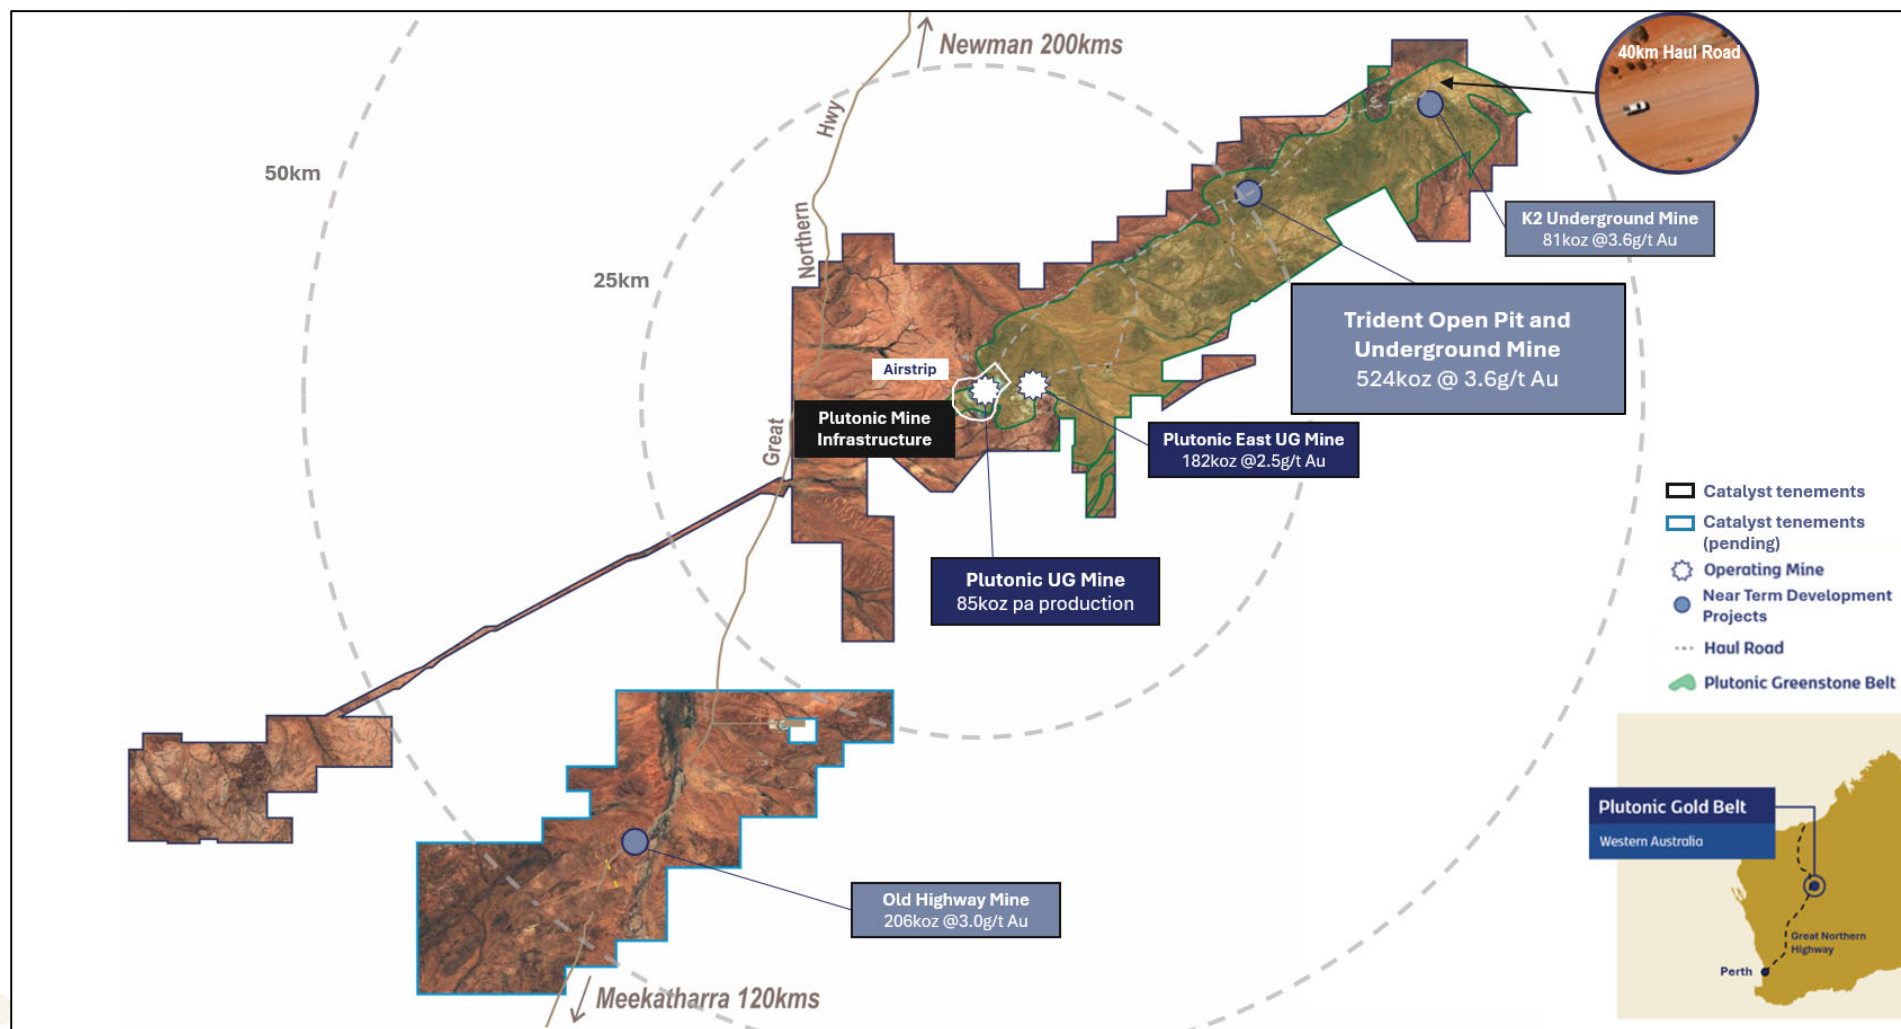 Newman 200kms
40km Haul Road
Hwy
50km
Northern
K2 Underground Mine
81koz @3.6g/t Au
25km
Trident Open Pit and
Underground Mine
524koz @ 3.6g/t Au
Airstrip
Plutonic Mine
Infrastructure
Great
Plutonic East UG Mine
182koz @2.5g/t Au
Catalyst tenements
Catalyst tenements
(pending)
Operating Mine
Near Term Development
Projects
Haul Road
Plutonic Greenstone Belt
Plutonic UG Mine
85koz pa production
Plutonic Gold Belt
Western Australia
Old Highway Mine
206koz @3.0g/t Au
Great Northern
Highway
Perth
Meekatharra 120kms